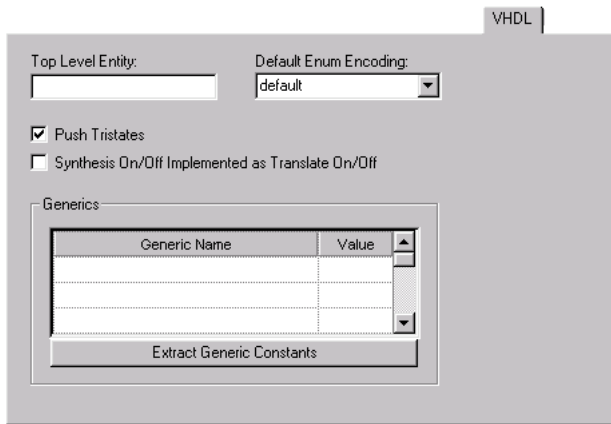 VHDL
Top Level Entity:
Default Enum Encoding:
default
Push Tristates
Synthesis On/Off Implemented as Translate On/Off
Generics
Generic Name
Value
Extract Generic Constants